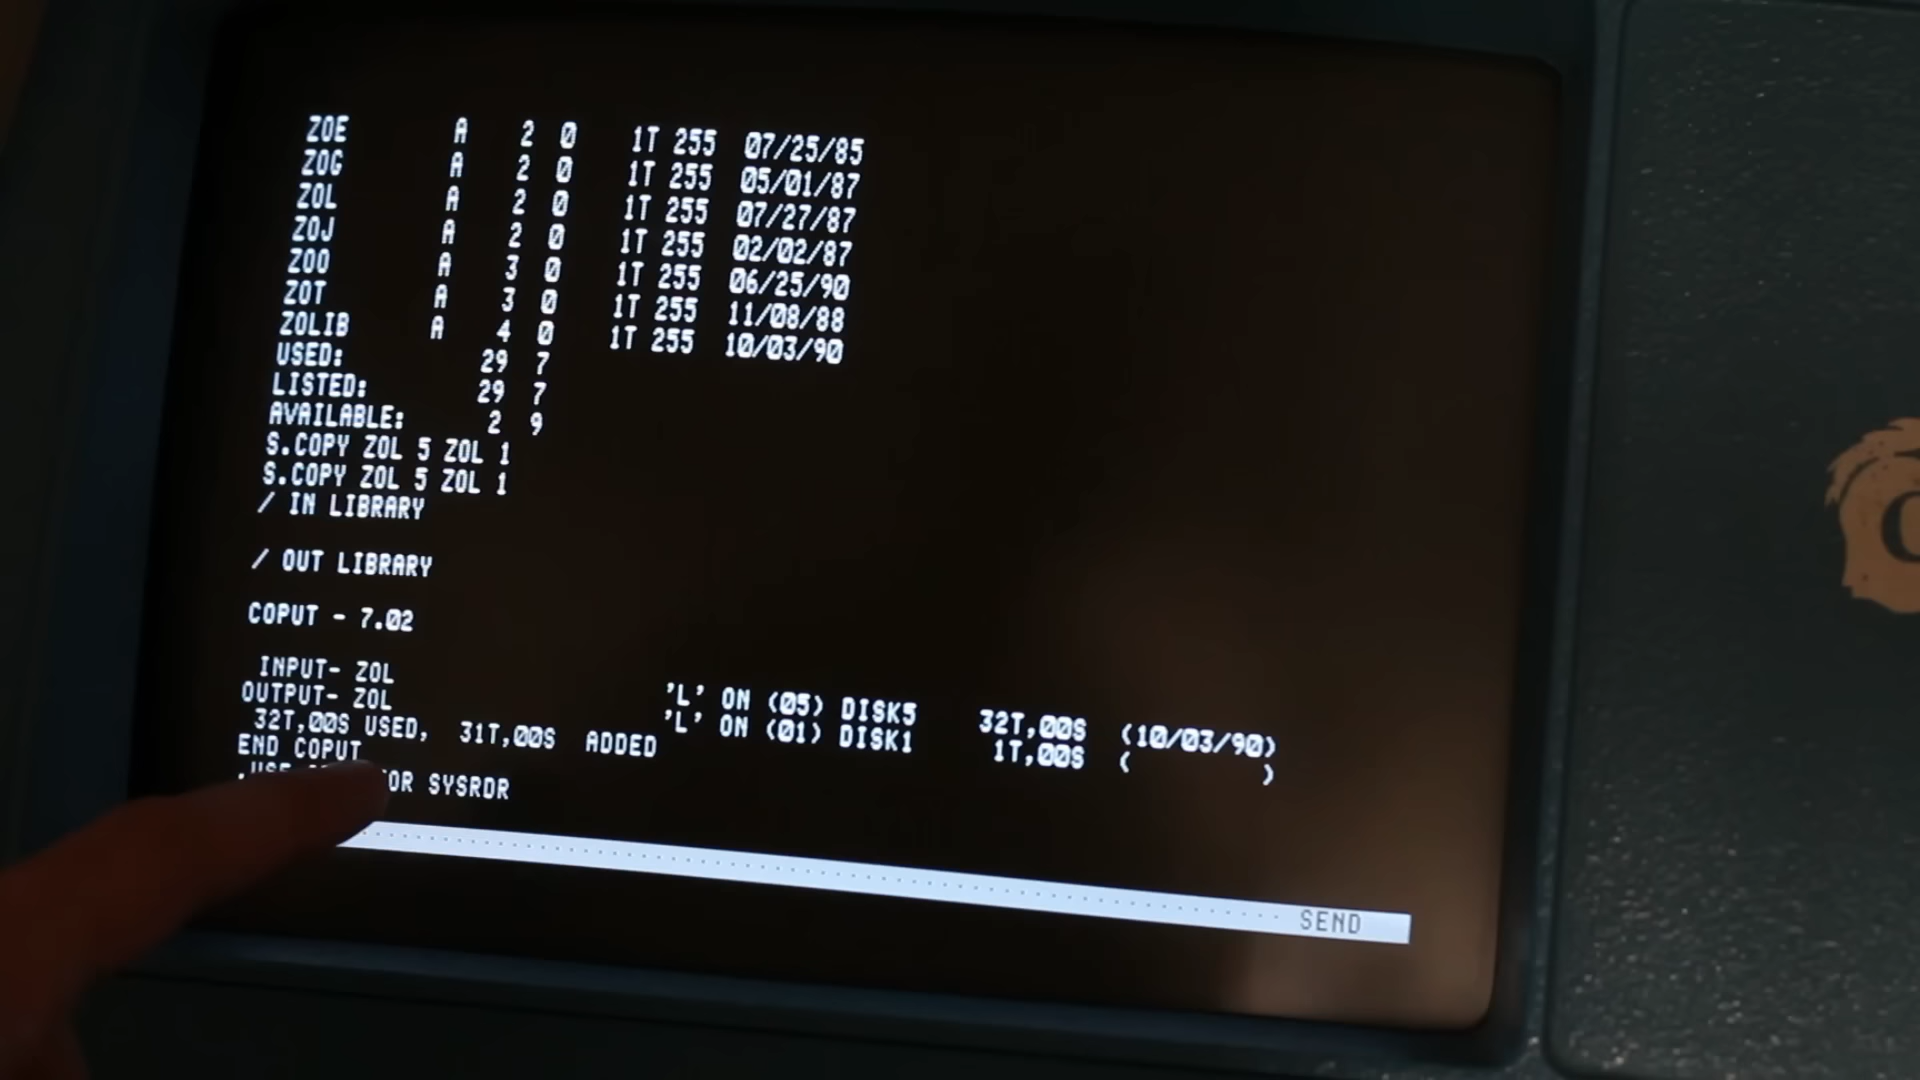 ZOE A 2 0 1T 255 07/25/85
ZOG A 2 0 1T 255 05/01/87
ZOL A 2 0 1T 255 07/27/87
ZOJ A 2 0 1T 255 02/02/87
ZOO A 3 0 1T 255 06/25/90
ZOT A 3 0 1T 255 11/08/88
ZOLIB A 4 0 1T 255 10/03/90
USED: 29 7
LISTED: 29 7
AVAILABLE: 2 9
S.COPY ZOL 5 ZOL 1
S.COPY ZOL 5 ZOL 1
/ IN LIBRARY
/ OUT LIBRARY
COPUT - 7.02
INPUT- ZOL 'L' ON (05) DISK5 32T,00S (10/03/90)
OUTPUT- ZOL 'L' ON (01) DISK1 1T,00S ( )
32T,00S USED, 31T,00S ADDED
END COPUT
SYSRDR
SEND